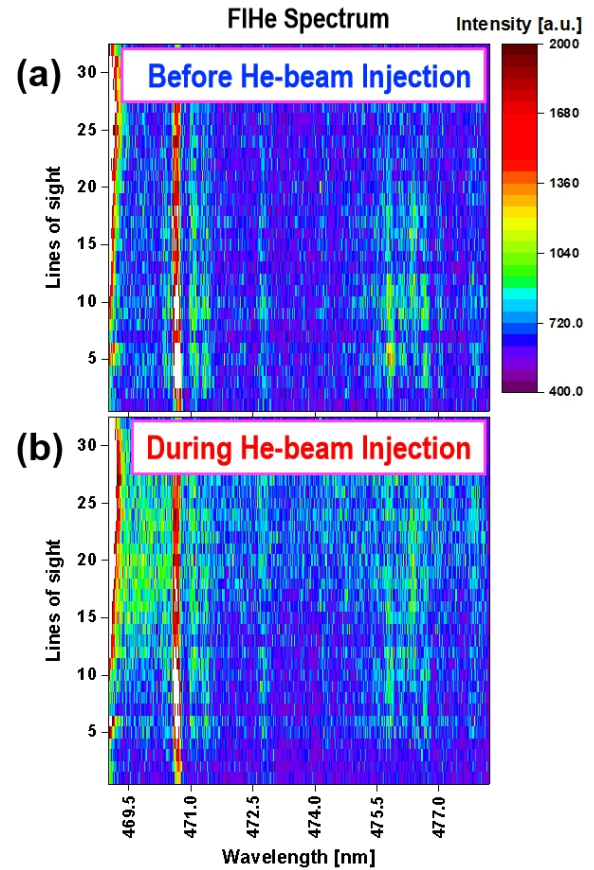 FIHe Spectrum
Intensity [a.u.]
(a)
Before He-beam Injection
2000
1680
1360
1040
720.0
400.0
Lines of sight
30
25
20
15
10
5
(b)
During He-beam Injection
Lines of sight
30
25
20
15
10
5
469.5
471.0
472.5
474.0
475.5
477.0
Wavelength [nm]